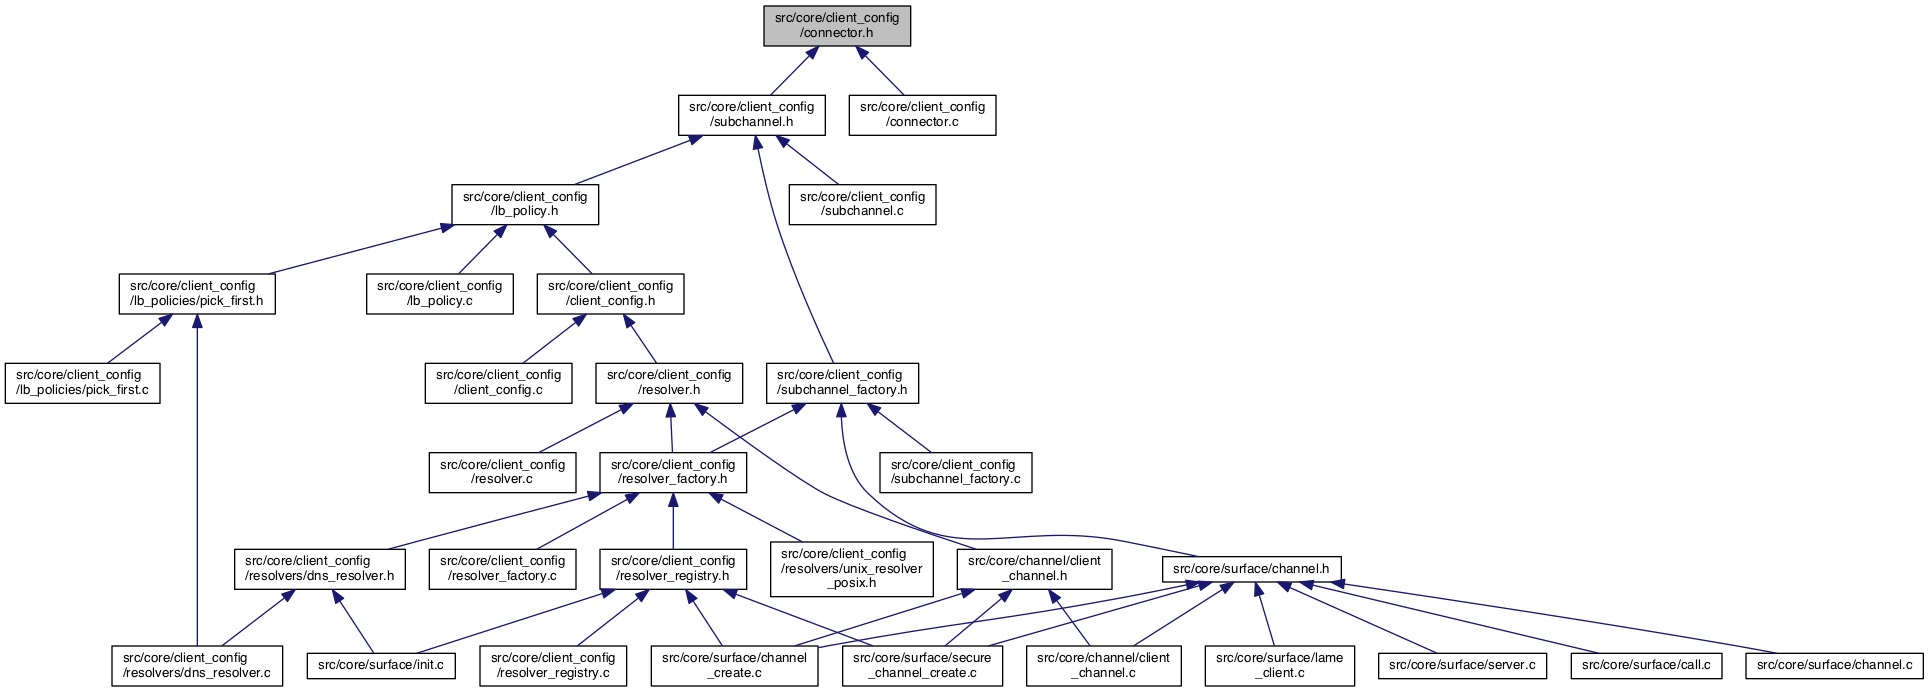 src/core/client_config
/connector.h
src/core/client_config
/subchannel.h
src/core/client_config
/connector.c
src/core/client_config
/lb_policy.h
src/core/client_config
/subchannel.c
src/core/client_config
/lb_policies/pick_first.h
src/core/client_config
/lb_policy.c
src/core/client_config
/client_config.h
src/core/client_config
/lb_policies/pick_first.c
src/core/client_config
/client_config.c
src/core/client_config
/resolver.h
src/core/client_config
/subchannel_factory.h
src/core/client_config
/resolver.c
src/core/client_config
/resolver_factory.h
src/core/client_config
/subchannel_factory.c
src/core/client_config
/resolvers/dns_resolver.h
src/core/client_config
/resolver_factory.c
src/core/client_config
/resolver_registry.h
src/core/client_config
/resolvers/unix_resolver
_posix.h
src/core/channel/client
_channel.h
src/core/surface/channel.h
src/core/client_config
/resolvers/dns_resolver.c
src/core/surface/init.c
src/core/client_config
/resolver_registry.c
src/core/surface/channel
_create.c
src/core/surface/secure
_channel_create.c
src/core/channel/client
_channel.c
src/core/surface/lame
_client.c
src/core/surface/server.c
src/core/surface/call.c
src/core/surface/channel.c